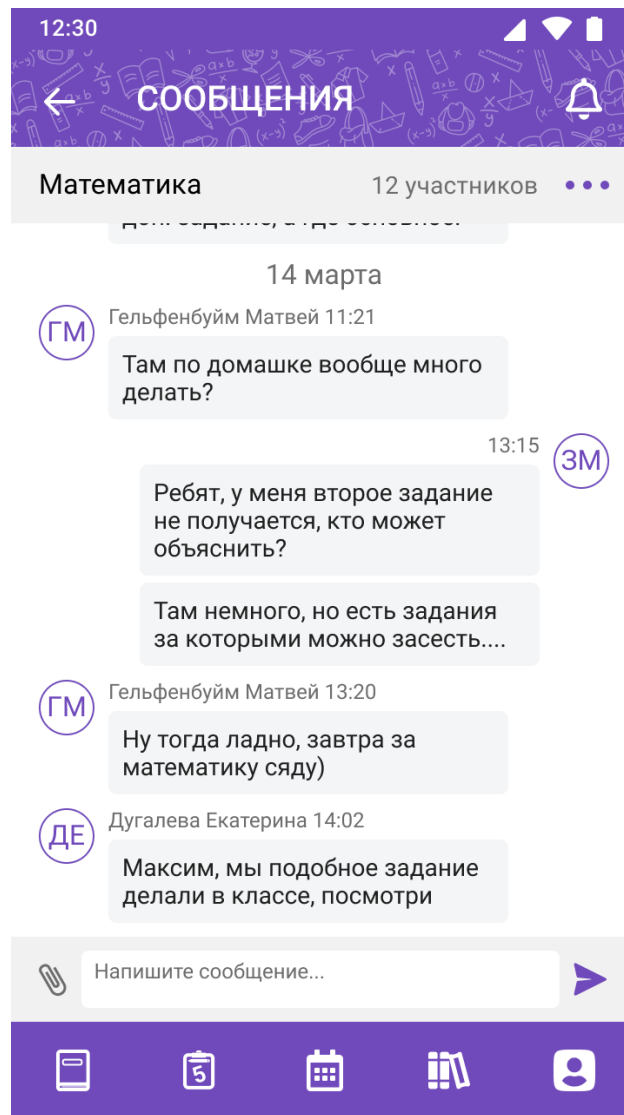 12:30
СООБЩЕНИЯ
Математика 12 участников
14 марта
ГМ
Гельфенбуйм Матвей 11:21
Там по домашке вообще много
делать?
13:15
ЗМ
Ребят, у меня второе задание
не получается, кто может
объяснить?
Там немного, но есть задания
за которыми можно засесть....
ГМ
Гельфенбуйм Матвей 13:20
Ну тогда ладно, завтра за
математику сяду)
ДЕ
Дугалева Екатерина 14:02
Максим, мы подобное задание
делали в классе, посмотри
Напишите сообщение...
5